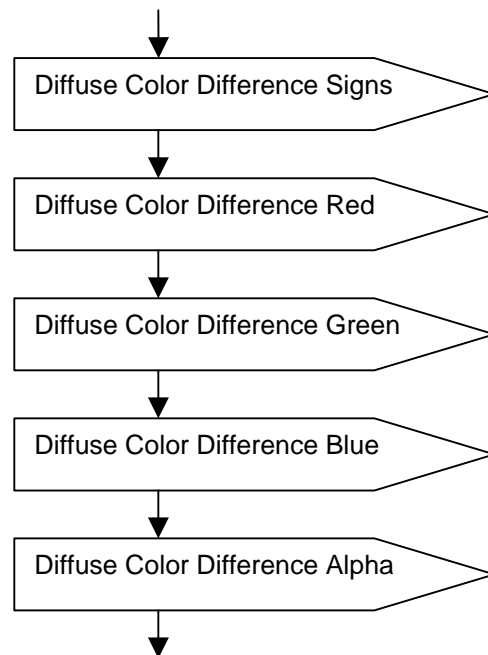 Diffuse Color Difference Signs
Diffuse Color Difference Red
Diffuse Color Difference Green
Diffuse Color Difference Blue
Diffuse Color Difference Alpha